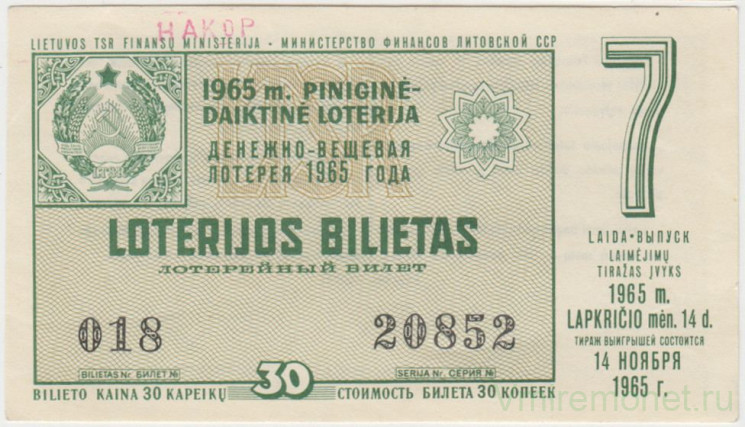 НАКОР
LIETUVOS TSR FINANSŲ MINISTERIJA • МИНИСТЕРСТВО ФИНАНСОВ ЛИТОВСКОЙ ССР
LTSR
1965 m. PINIGINĖ-
DAIKTINĖ LOTERIJA
ДЕНЕЖНО-ВЕЩЕВАЯ
ЛОТЕРЕЯ 1965 ГОДА
LOTERIJOS BILIETAS
ЛОТЕРЕЙНЫЙ БИЛЕТ
018 20852
BILIETAS Nr. БИЛЕТ № SERIJA Nr. СЕРИЯ №
BILIETO KAINA 30 KAPEIKŲ 30 СТОИМОСТЬ БИЛЕТА 30 КОПЕЕК
7
LAIDA • ВЫПУСК
LAIMĖJIMŲ
TIRAŽAS ĮVYKS
1965 m.
LAPKRIČIO mėn. 14 d.
ТИРАЖ ВЫИГРЫШЕЙ СОСТОИТСЯ
14 НОЯБРЯ
1965 г.
vmiremonet.ru